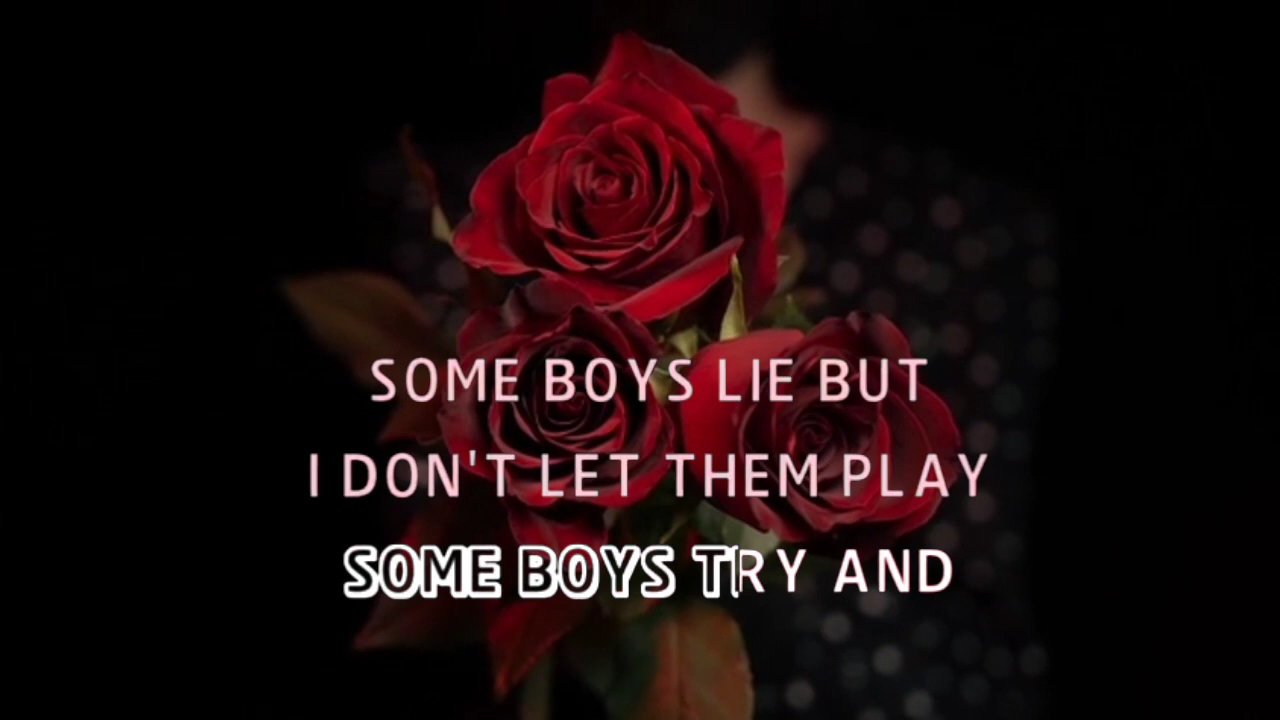 SOME BOYS LIE BUT
I DON'T LET THEM PLAY
SOME BOYS TRY AND